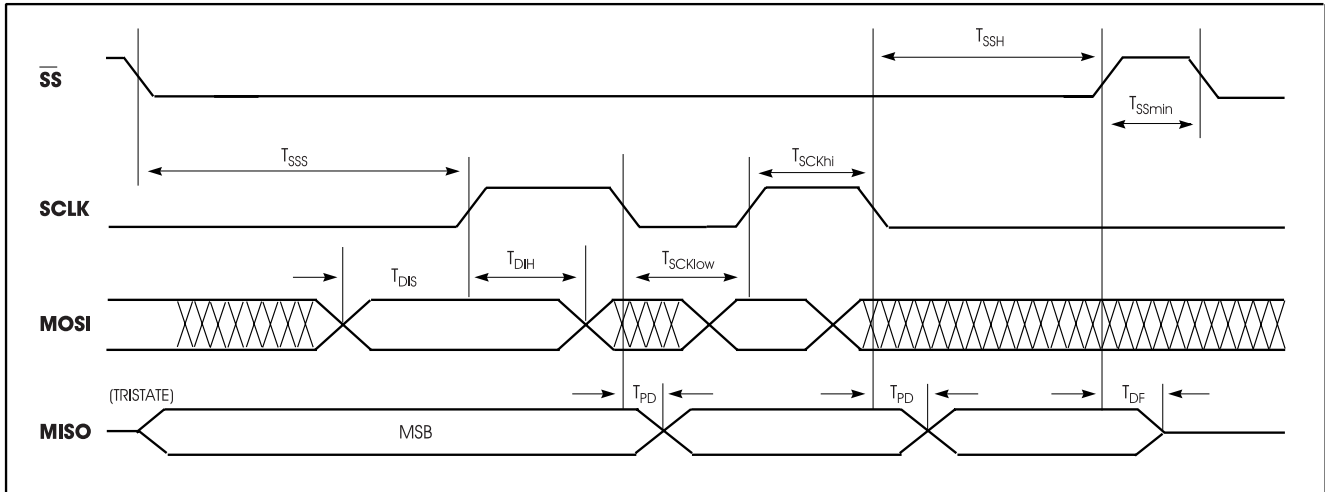 T_SSH
SS
T_SSmin
T_SSS
T_SCKhi
SCLK
T_DIS
T_DIH
T_SCKlow
MOSI
(TRISTATE)
T_PD
T_PD
T_DF
MISO
MSB